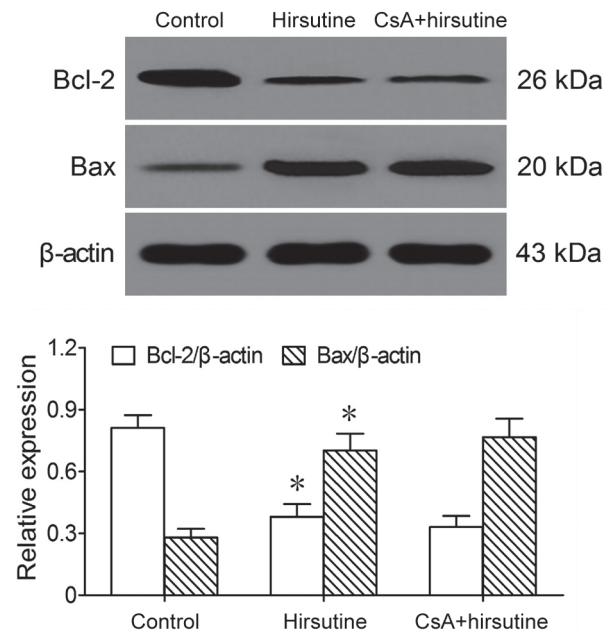 Control Hirsutine CsA+hirsutine
Bcl-2 26 kDa
Bax 20 kDa
β-actin 43 kDa
1.2
Bcl-2/β-actin Bax/β-actin
0.9
0.6
0.3
0
Relative expression
* *
Control Hirsutine CsA+hirsutine